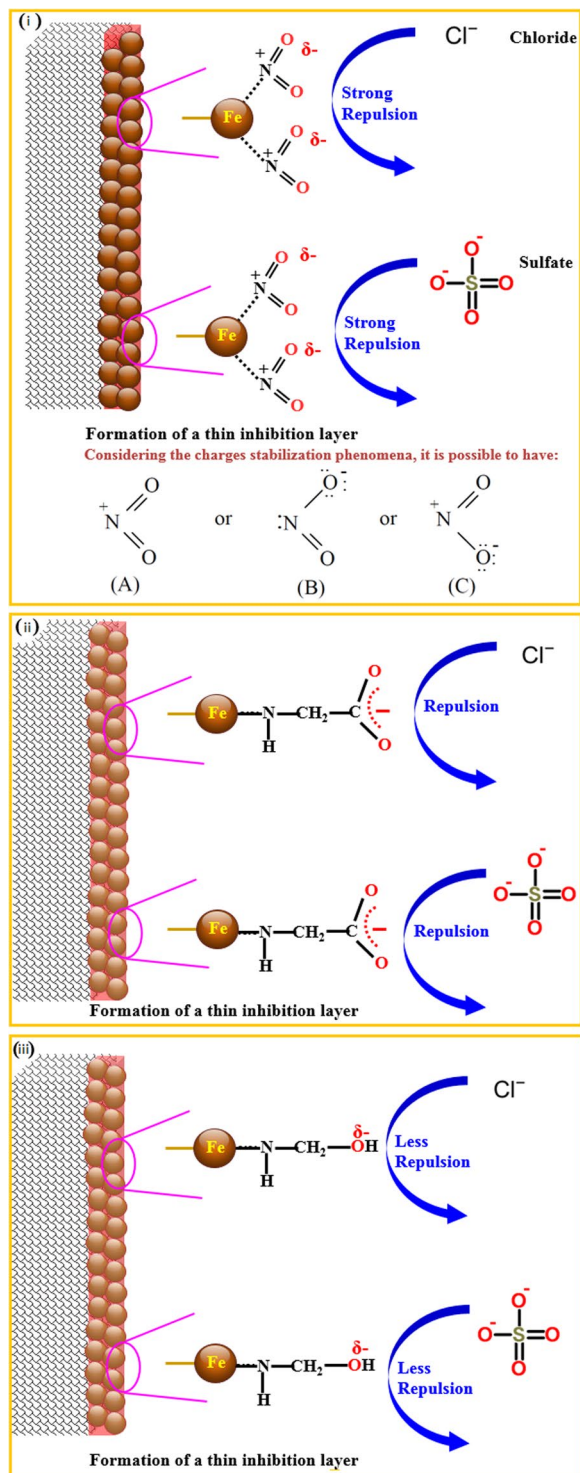 (i)
O δ-
N +
O
Fe
O δ-
N +
O
Cl⁻ Chloride
Strong
Repulsion
O δ-
N +
O
Fe
O δ-
N +
O
O⁻
O⁻ S O
O
Sulfate
Strong
Repulsion
Formation of a thin inhibition layer
Considering the charges stabilization phenomena, it is possible to have:
+ N O O or :N O:⁻ O or + N O O:⁻
(A) (B) (C)
(ii)
Fe N CH₂ C O O −
H
Cl⁻
Repulsion
Fe N CH₂ C O O −
H
O⁻
O⁻ S O
O
Repulsion
Formation of a thin inhibition layer
(iii)
Cl⁻
δ-
Fe N CH₂ OH
H
Less
Repulsion
δ-
Fe N CH₂ OH
H
O⁻
O⁻ S O
O
Less
Repulsion
Formation of a thin inhibition layer